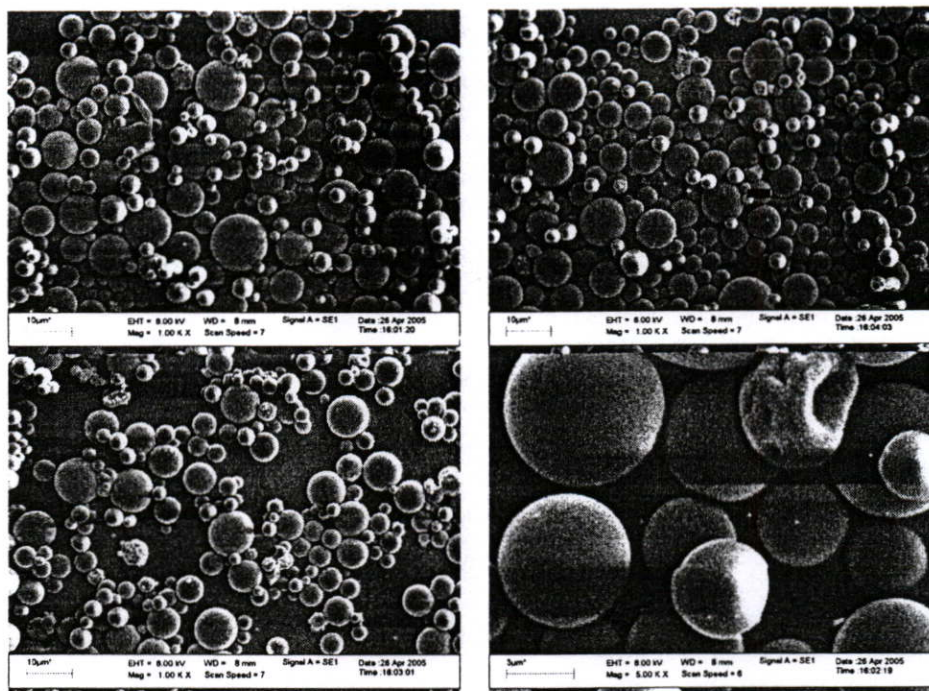 10µm* EHT = 8.00 kV WD = 8 mm Signal A = SE1 Date :26 Apr 2005
Mag = 1.00 K X Scan Speed = 7 Time :16:01:20
10µm* EHT = 8.00 kV WD = 8 mm Signal A = SE1 Date :26 Apr 2005
Mag = 1.00 K X Scan Speed = 7 Time :16:04:03
10µm* EHT = 8.00 kV WD = 8 mm Signal A = SE1 Date :26 Apr 2005
Mag = 1.00 K X Scan Speed = 7 Time :16:03:01
3µm* EHT = 8.00 kV WD = 8 mm Signal A = SE1 Date :26 Apr 2005
Mag = 5.00 K X Scan Speed = 6 Time :16:02:19